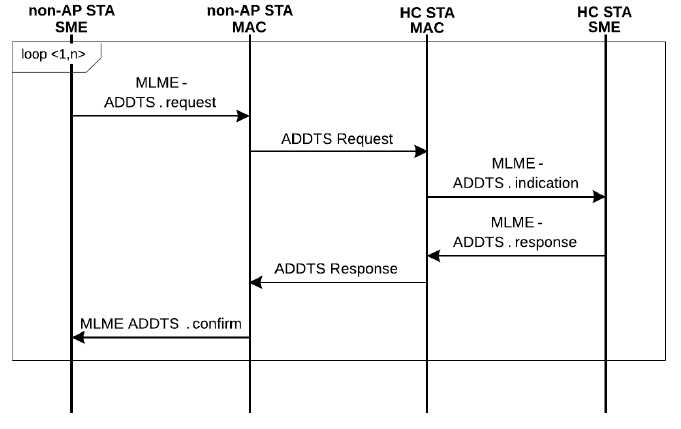 non-AP STA
SME
non-AP STA
MAC
HC STA
MAC
HC STA
SME
loop <1,n>
MLME -
ADDTS . request
ADDTS Request
MLME -
ADDTS . indication
MLME -
ADDTS . response
ADDTS Response
MLME ADDTS . confirm